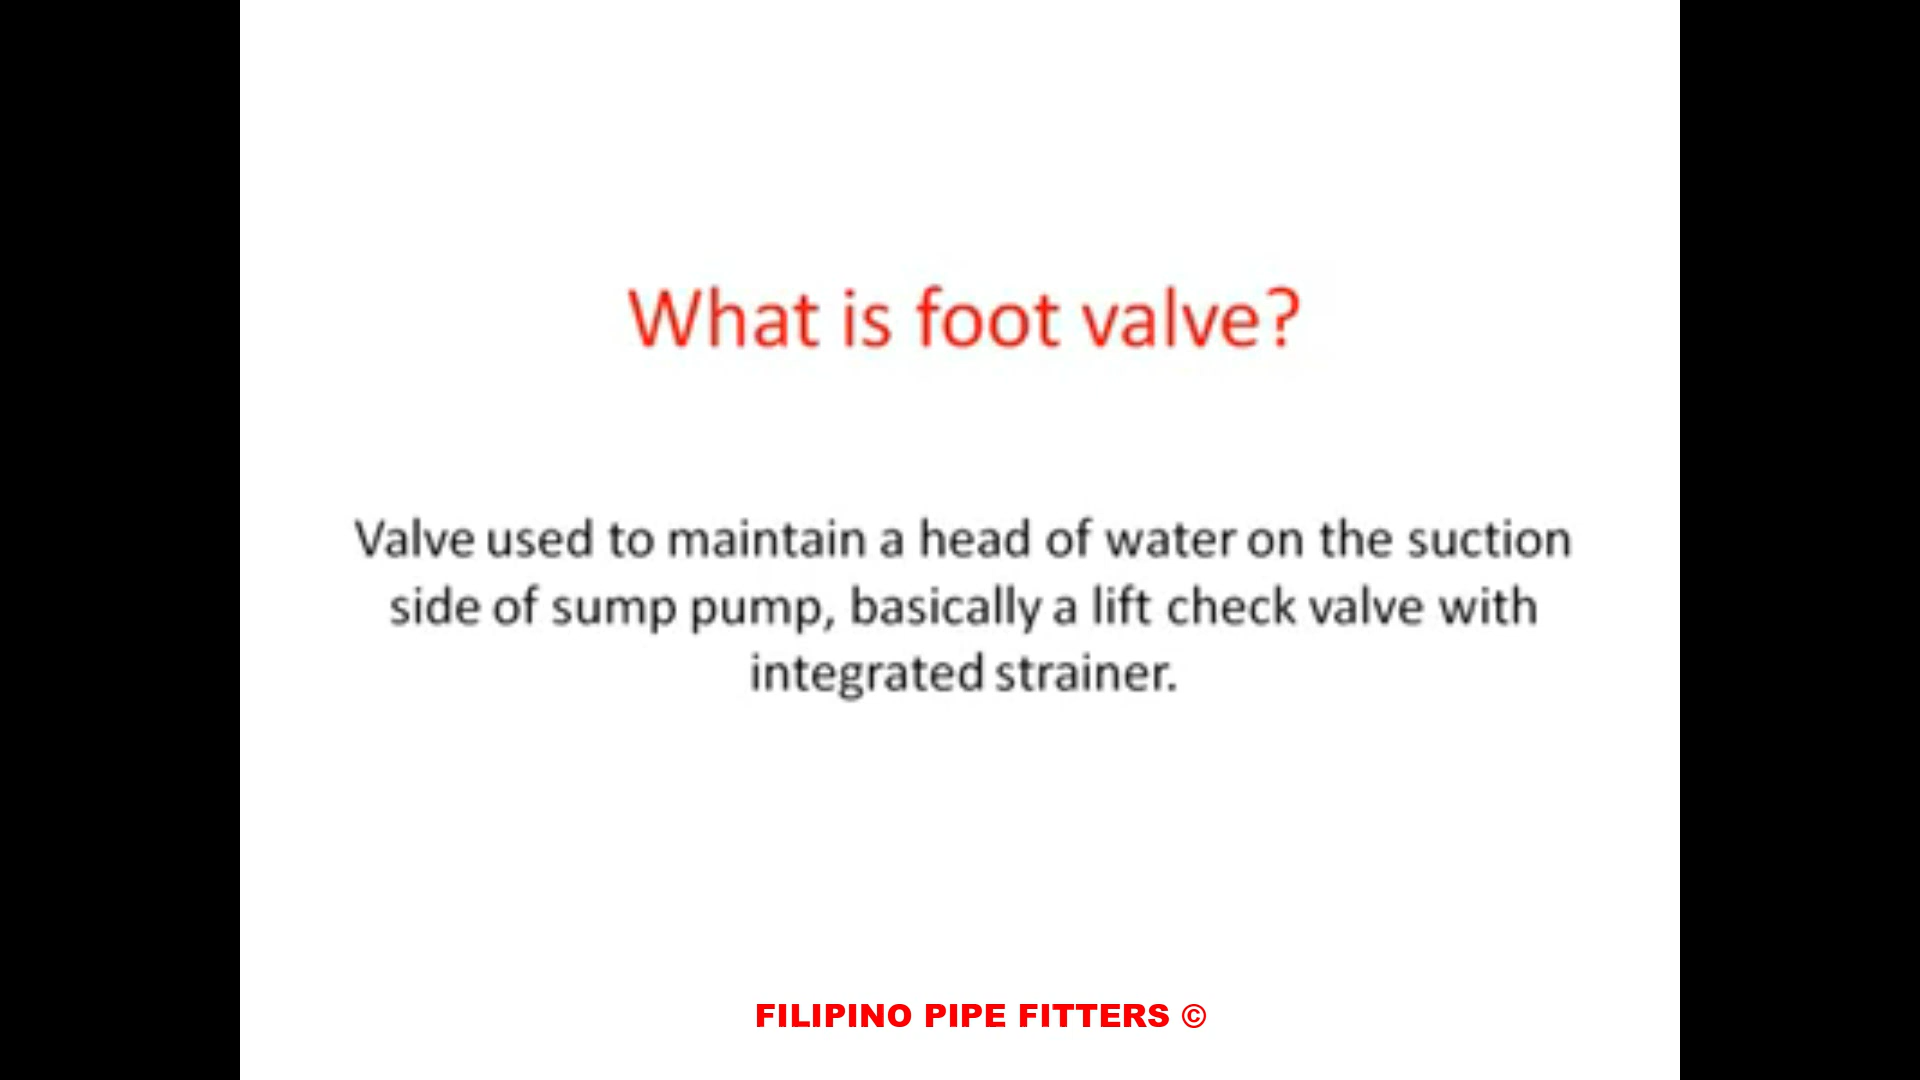 What is foot valve?
Valve used to maintain a head of water on the suction
side of sump pump, basically a lift check valve with
integrated strainer.
FILIPINO PIPE FITTERS ©